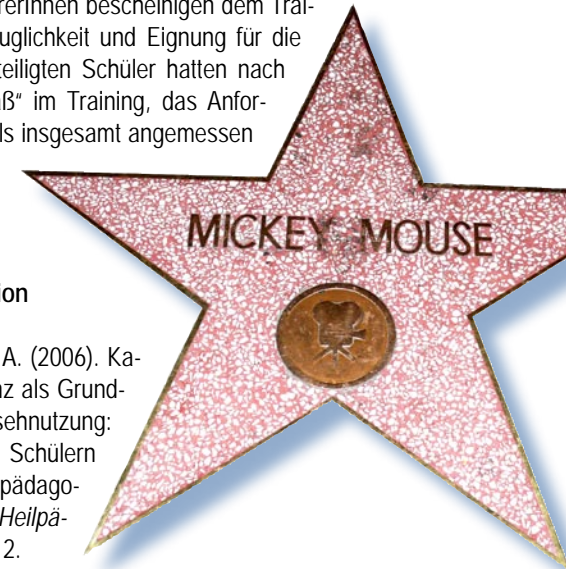 rerInnen bescheinigen dem Trai-
uglichkeit und Eignung für die
teiligten Schüler hatten nach
aß“ im Training, das Anfor-
ls insgesamt angemessen
MICKEY MOUSE
ion
A. (2006). Ka-
nz als Grund-
sehnutzung:
Schülern
pädago-
Heilpä-
2.